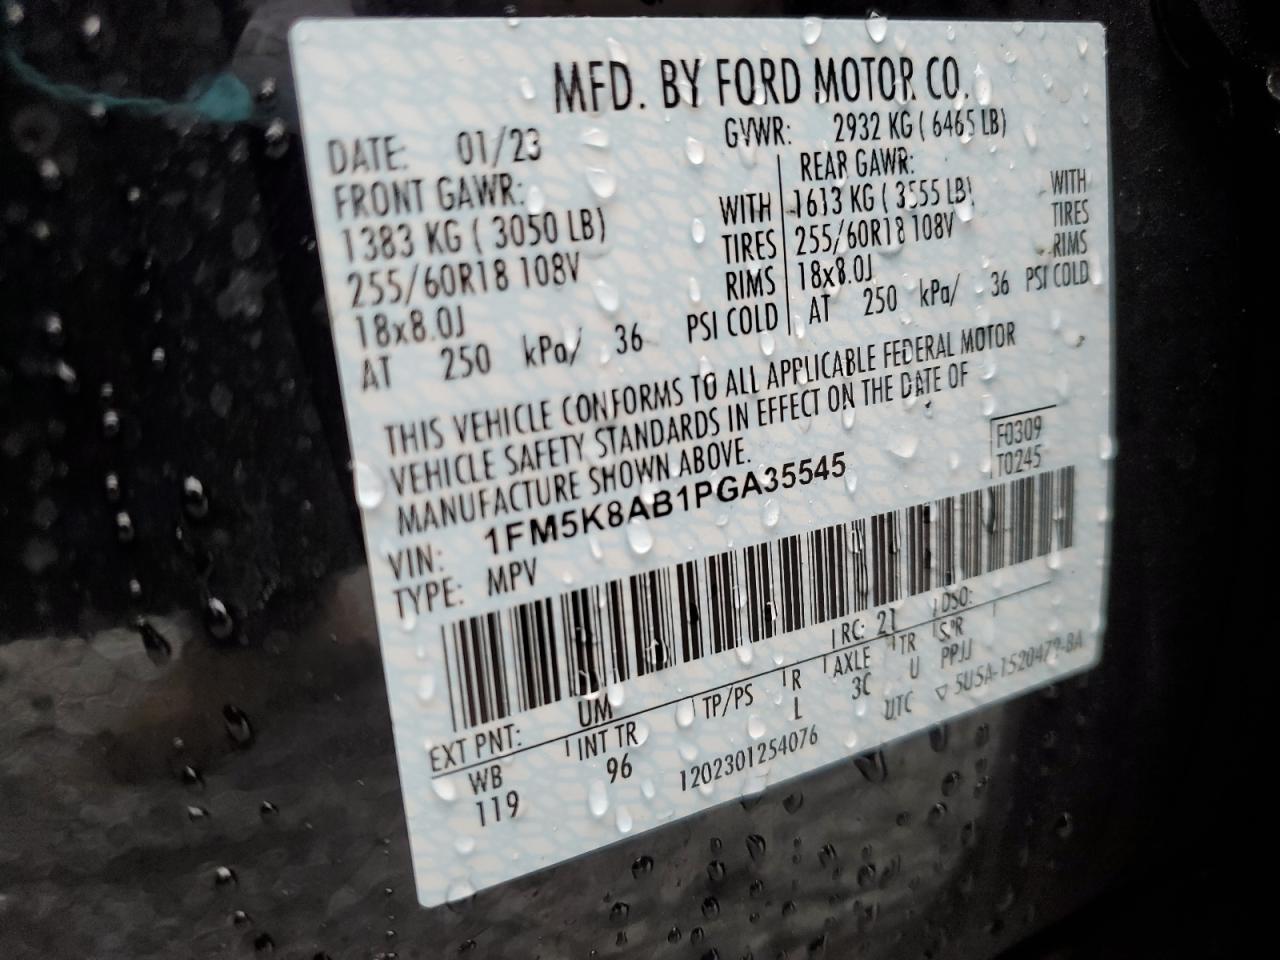 MFD. BY FORD MOTOR CO.
DATE: 01/23 GVWR: 2932 KG ( 6465 LB)
FRONT GAWR: REAR GAWR:
1383 KG ( 3050 LB) WITH 1613 KG ( 3555 LB) WITH
255/60R18 108V TIRES 255/60R18 108V TIRES
18x8.0J RIMS 18x8.0J RIMS
AT 250 kPa/ 36 PSI COLD AT 250 kPa/ 36 PSI COLD
THIS VEHICLE CONFORMS TO ALL APPLICABLE FEDERAL MOTOR
VEHICLE SAFETY STANDARDS IN EFFECT ON THE DATE OF
MANUFACTURE SHOWN ABOVE.
F0309
T0245
VIN: 1FM5K8AB1PGA35545
TYPE: MPV
EXT PNT: UM RC: 21 DSO:
WB INT TR TP/PS R AXLE TR SPR
119 96 L 3C U PPJJ
1202301254076 UTC ▽ 5U5A-1520472-BA